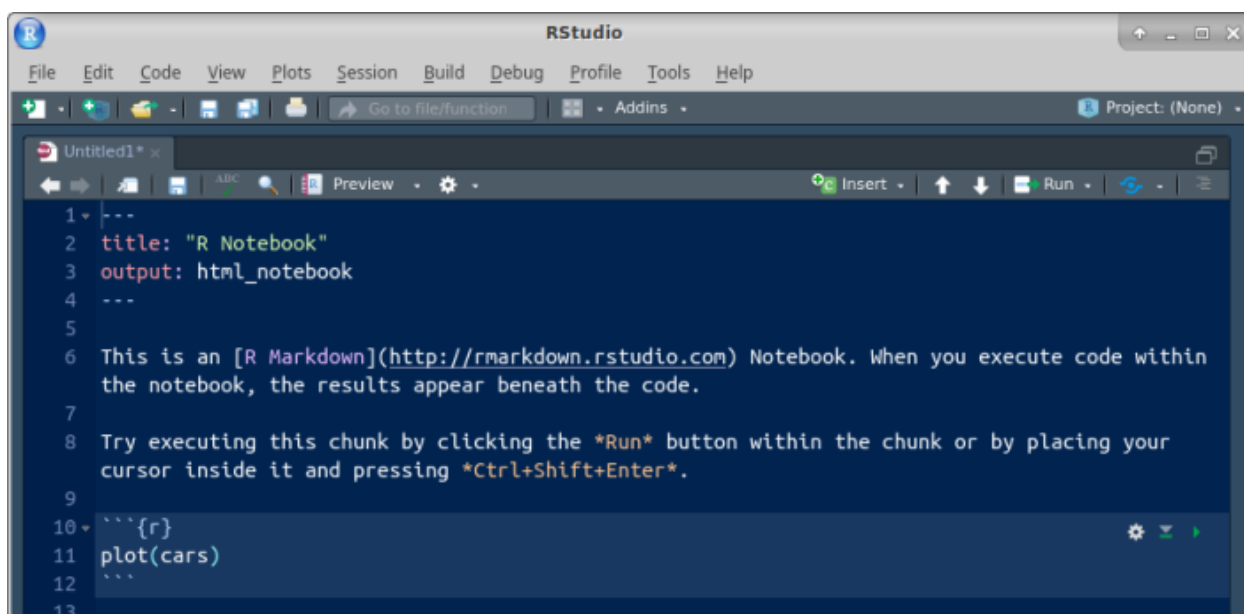 RStudio
File Edit Code View Plots Session Build Debug Profile Tools Help
Go to file/function Addins Project: (None)
Untitled1*
ABC Preview Insert Run
1 ---
2 title: "R Notebook"
3 output: html_notebook
4 ---
5
6 This is an [R Markdown](http://rmarkdown.rstudio.com) Notebook. When you execute code within
the notebook, the results appear beneath the code.
7
8 Try executing this chunk by clicking the *Run* button within the chunk or by placing your
cursor inside it and pressing *Ctrl+Shift+Enter*.
9
10 ```{r}
11 plot(cars)
12 ```
13